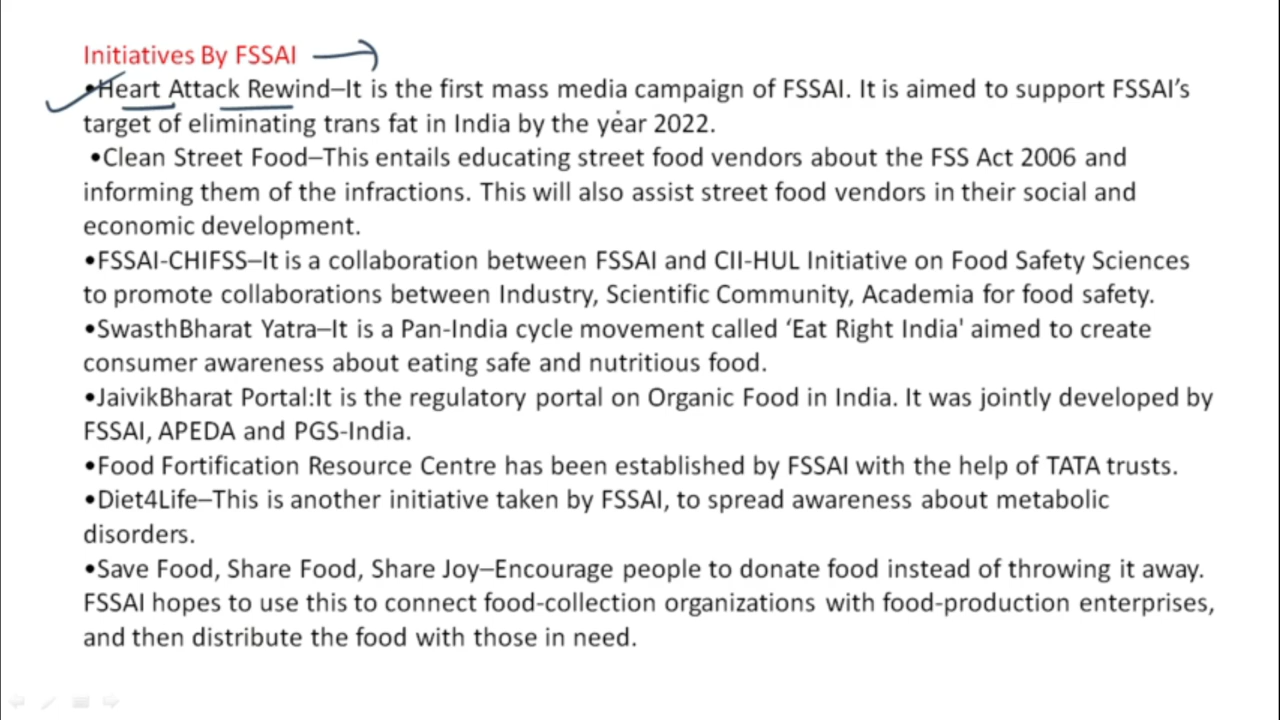 Initiatives By FSSAI
•Heart Attack Rewind–It is the first mass media campaign of FSSAI. It is aimed to support FSSAI’s
target of eliminating trans fat in India by the year 2022.
•Clean Street Food–This entails educating street food vendors about the FSS Act 2006 and
informing them of the infractions. This will also assist street food vendors in their social and
economic development.
•FSSAI-CHIFSS–It is a collaboration between FSSAI and CII-HUL Initiative on Food Safety Sciences
to promote collaborations between Industry, Scientific Community, Academia for food safety.
•SwasthBharat Yatra–It is a Pan-India cycle movement called ‘Eat Right India' aimed to create
consumer awareness about eating safe and nutritious food.
•JaivikBharat Portal:It is the regulatory portal on Organic Food in India. It was jointly developed by
FSSAI, APEDA and PGS-India.
•Food Fortification Resource Centre has been established by FSSAI with the help of TATA trusts.
•Diet4Life–This is another initiative taken by FSSAI, to spread awareness about metabolic
disorders.
•Save Food, Share Food, Share Joy–Encourage people to donate food instead of throwing it away.
FSSAI hopes to use this to connect food-collection organizations with food-production enterprises,
and then distribute the food with those in need.